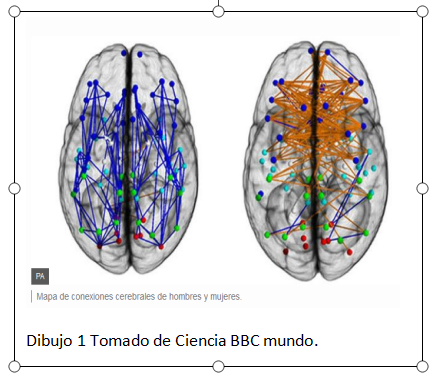 PA
Mapa de conexiones cerebrales de hombres y mujeres.
Dibujo 1 Tomado de Ciencia BBC mundo.